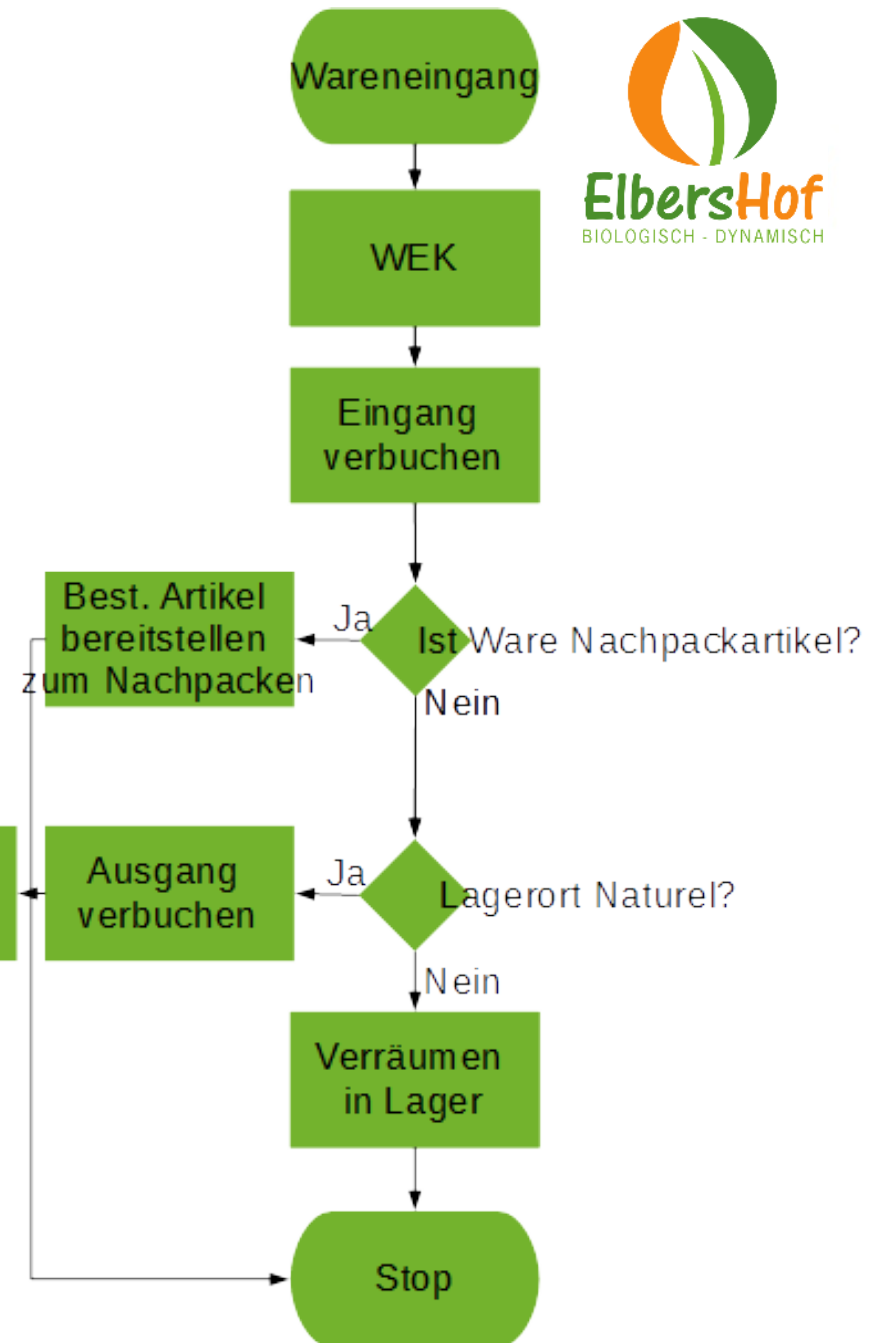 Wareneingang
ElbersHof
BIOLOGISCH - DYNAMISCH
WEK
Eingang
verbuchen
Best. Artikel
bereitstellen
zum Nachpacken
Ja
Ist Ware Nachpackartikel?
Nein
Ausgang
verbuchen
Ja
Lagerort Naturel?
Nein
Verräumen
in Lager
Stop